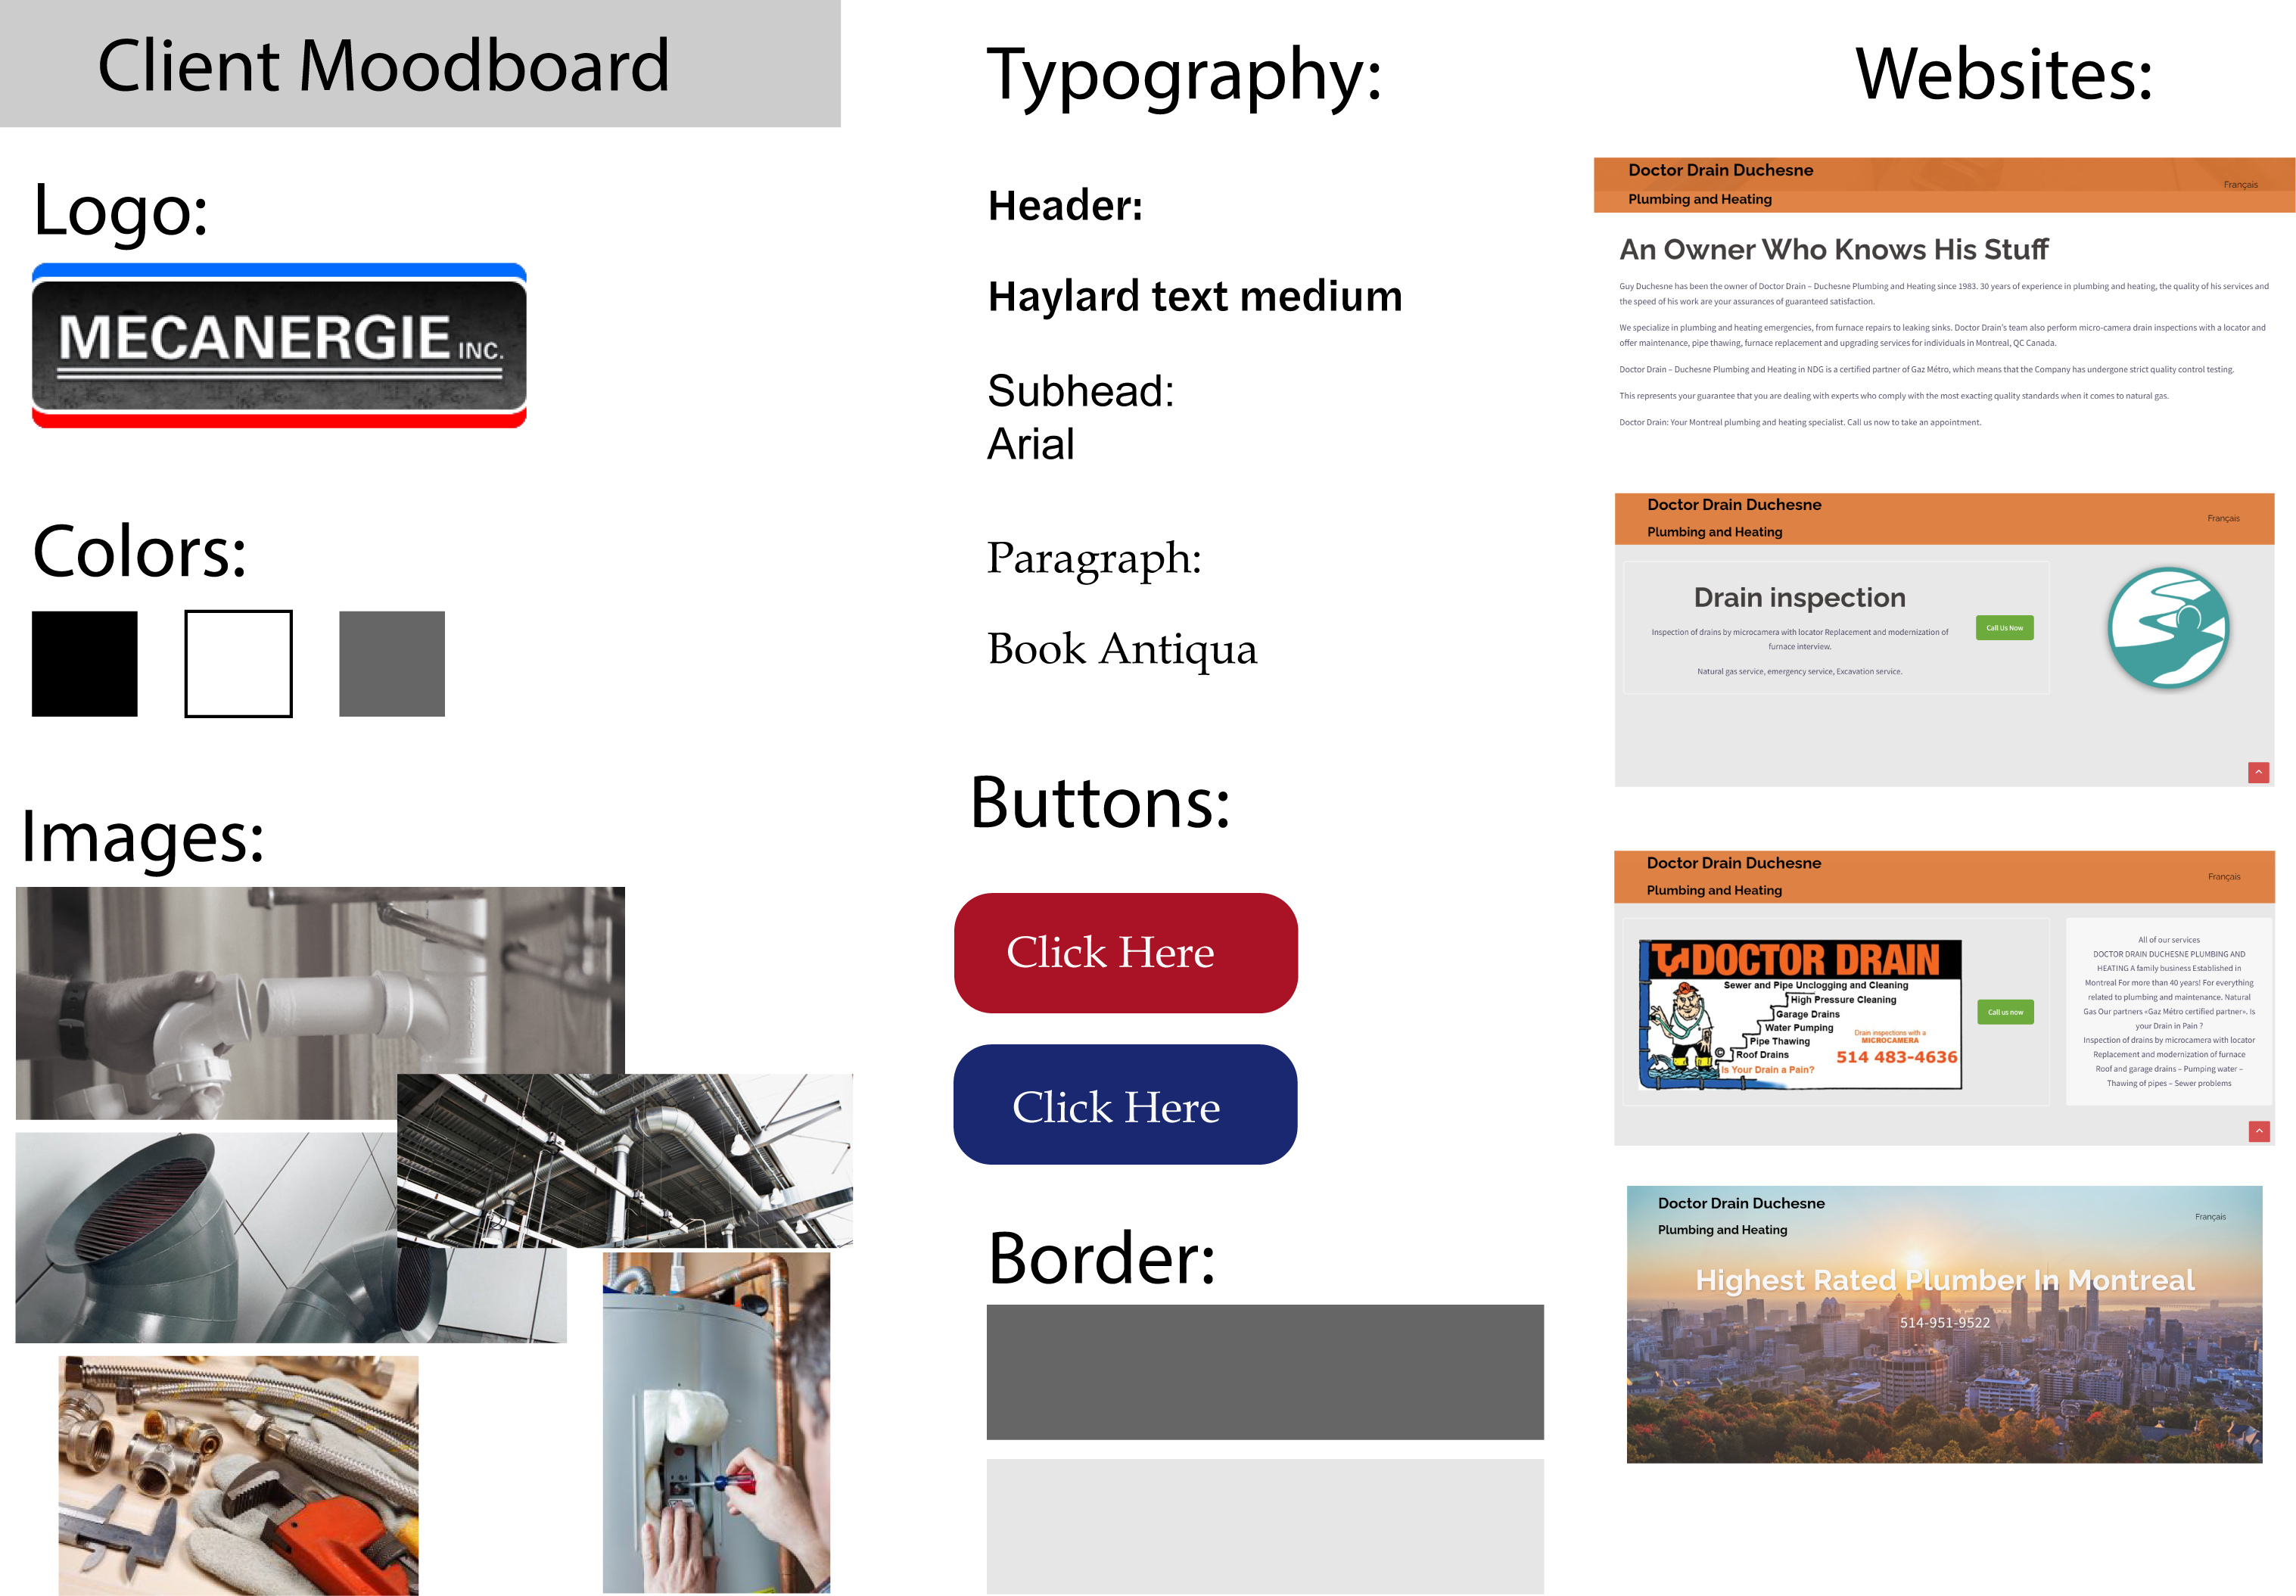 Client Moodboard
Logo:
MECANERGIE INC.
Colors:
Images:
Typography:
Header:
Haylard text medium
Subhead:
Arial
Paragraph:
Book Antiqua
Buttons:
Click Here
Click Here
Border:
Websites:
Doctor Drain Duchesne
Français
Plumbing and Heating
An Owner Who Knows His Stuff
Guy Duchesne has been the owner of Doctor Drain – Duchesne Plumbing and Heating since 1983. 30 years of experience in plumbing and heating, the quality of his services and
the speed of his work are your assurances of guaranteed satisfaction.
We specialize in plumbing and heating emergencies, from furnace repairs to leaking sinks. Doctor Drain's team also perform micro-camera drain inspections with a locator and
offer maintenance, pipe thawing, furnace replacement and upgrading services for individuals in Montreal, QC Canada.
Doctor Drain – Duchesne Plumbing and Heating in NDG is a certified partner of Gaz Métro, which means that the Company has undergone strict quality control testing.
This represents your guarantee that you are dealing with experts who comply with the most exacting quality standards when it comes to natural gas.
Doctor Drain: Your Montreal plumbing and heating specialist. Call us now to take an appointment.
Doctor Drain Duchesne
Français
Plumbing and Heating
Drain inspection
Inspection of drains by microcamera with locator Replacement and modernization of
furnace interview.
Natural gas service, emergency service, Excavation service.
Call Us Now
Doctor Drain Duchesne
Français
Plumbing and Heating
DOCTOR DRAIN
Sewer and Pipe Unclogging and Cleaning
High Pressure Cleaning
Garage Drains
Water Pumping
Pipe Thawing
Roof Drains
Is Your Drain a Pain?
Drain inspections with a
MICROCAMERA
514 483-4636
Call us now
All of our services
DOCTOR DRAIN DUCHESNE PLUMBING AND
HEATING A family business Established in
Montreal For more than 40 years! For everything
related to plumbing and maintenance. Natural
Gas Our partners «Gaz Métro certified partner». Is
your Drain in Pain ?
Inspection of drains by microcamera with locator
Replacement and modernization of furnace
Roof and garage drains – Pumping water –
Thawing of pipes – Sewer problems
Doctor Drain Duchesne
Français
Plumbing and Heating
Highest Rated Plumber In Montreal
514-951-9522